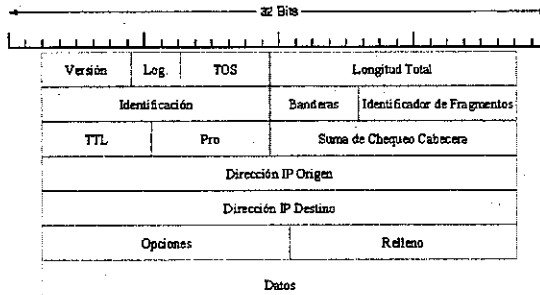 32 Bits
Versión Log. TOS Longitud Total
Identificación Banderas Identificador de Fragmentos
TTL Pro Suma de Chequeo Cabecera
Dirección IP Origen
Dirección IP Destino
Opciones Relleno
Datos